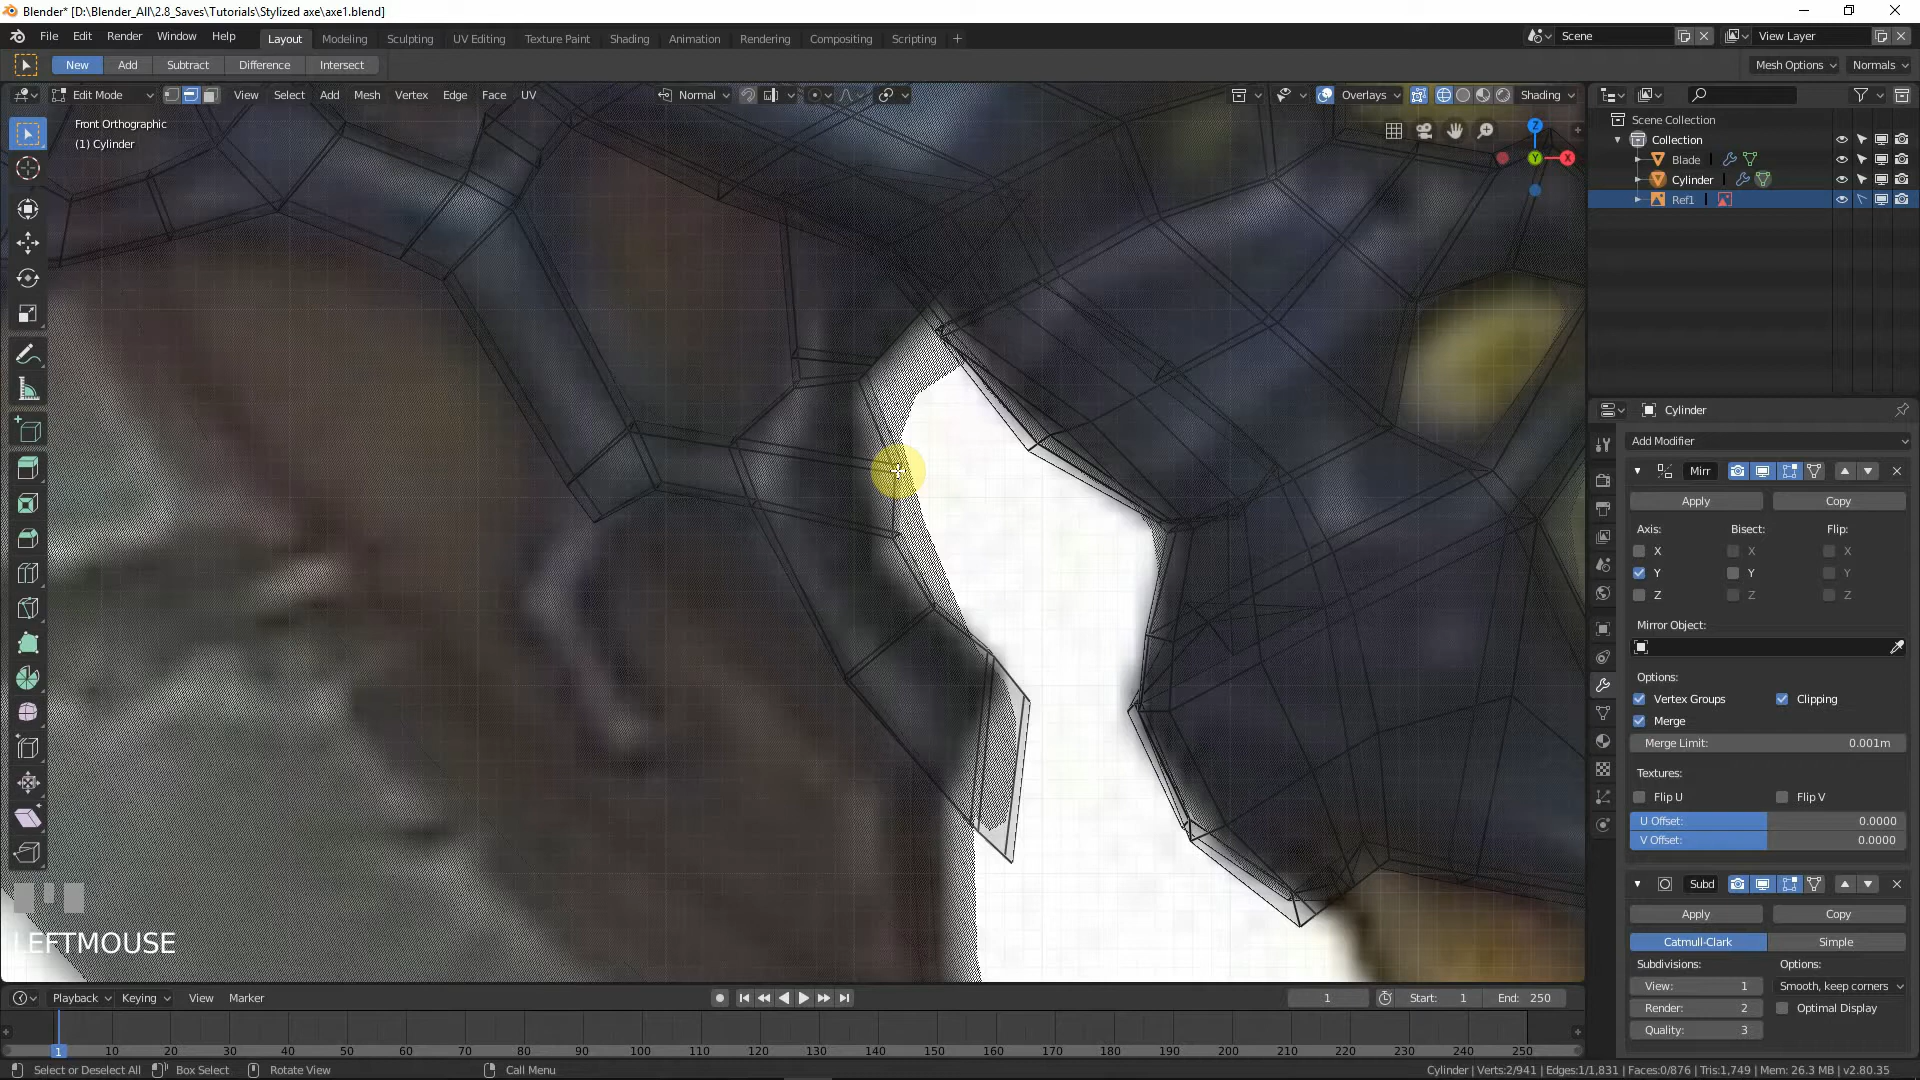 Blender* [D:\Blender_All\2.8_Saves\Tutorials\Stylized axe\axe1.blend]
File Edit Render Window Help Layout Modeling Sculpting UV Editing Texture Paint Shading Animation Rendering Compositing Scripting Scene View Layer
New Add Subtract Difference Intersect Mesh Options Normals
Edit Mode View Select Add Mesh Vertex Edge Face UV Normal Overlays Shading
Front Orthographic
(1) Cylinder
Z
Y
X
Scene Collection
Collection
Blade
Cylinder
Ref1
Cylinder
Add Modifier
Mirr
Apply Copy
Axis: Bisect: Flip:
X X X
Y Y Y
Z Z Z
Mirror Object:
Options:
Vertex Groups Clipping
Merge
Merge Limit: 0.001m
Textures:
Flip U Flip V
U Offset: 0.0000
V Offset: 0.0000
Subd
Apply Copy
Catmull-Clark Simple
Subdivisions: Options:
View: 1 Smooth, keep corners
Render: 2 Optimal Display
Quality: 3
LEFTMOUSE
Playback Keying View Marker 1 Start: 1 End: 250
1 10 20 30 40 50 60 70 80 90 100 110 120 130 140 150 160 170 180 190 200 210 220 230 240 250
Select or Deselect All Box Select Rotate View Call Menu Cylinder | Verts:2/941 | Edges:1/1,831 | Faces:0/876 | Tris:1,749 | Mem: 26.3 MB | v2.80.35